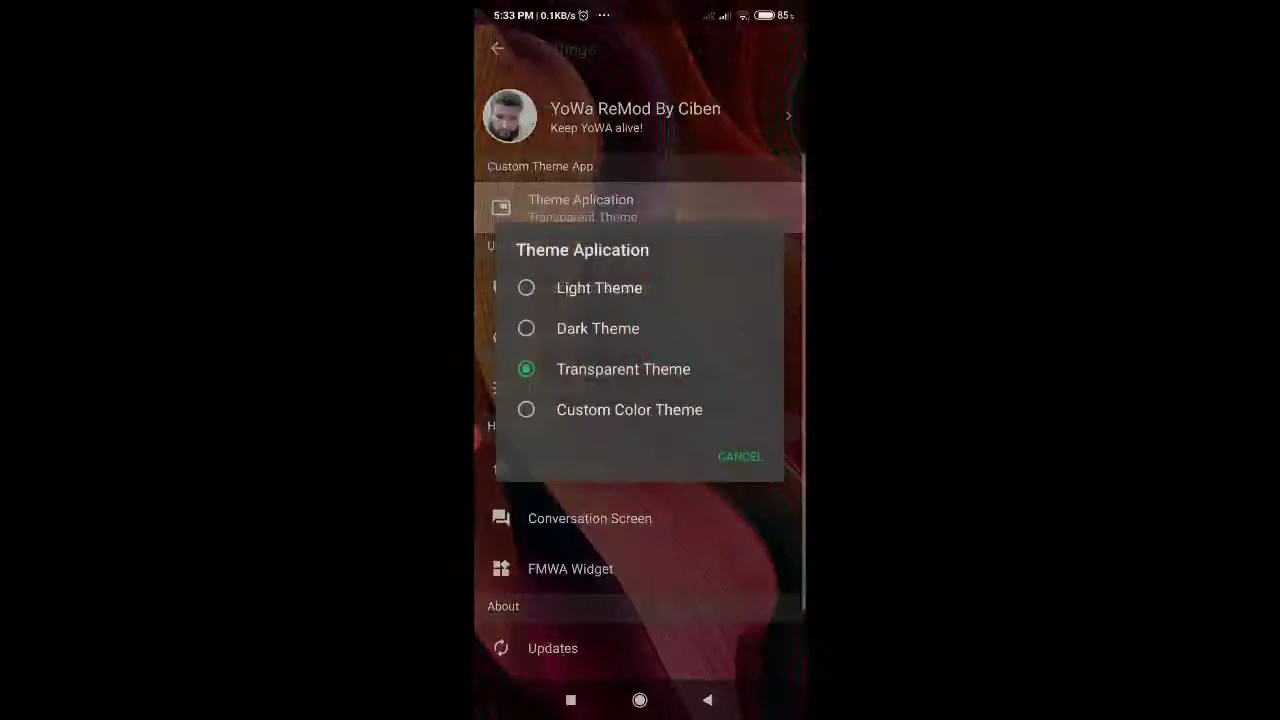 5:33 PM | 0.1KB/s ...
YoWa ReMod By Ciben
Keep YoWA alive!
Custom Theme App
Theme Aplication
Transparent Theme
U
Theme Aplication
Light Theme
Dark Theme
Transparent Theme
Custom Color Theme
H
CANCEL
Conversation Screen
FMWA Widget
About
Updates
85%